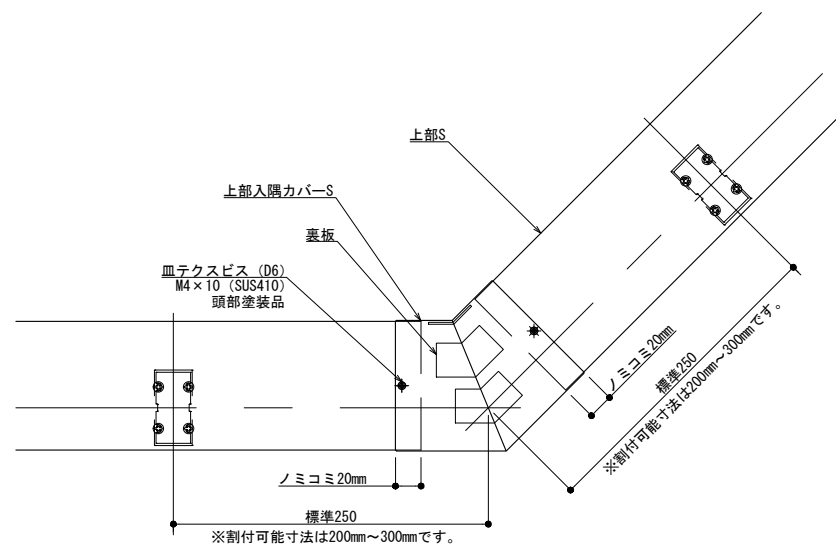 上部S
上部入隅カバーS
裏板
皿テクスビス（D6）
M4×10（SUS410）
頭部塗装品
ノミコミ20mm
標準250
※割付可能寸法は200mm～300mmです。
ノミコミ20mm
標準250
※割付可能寸法は200mm～300mmです。